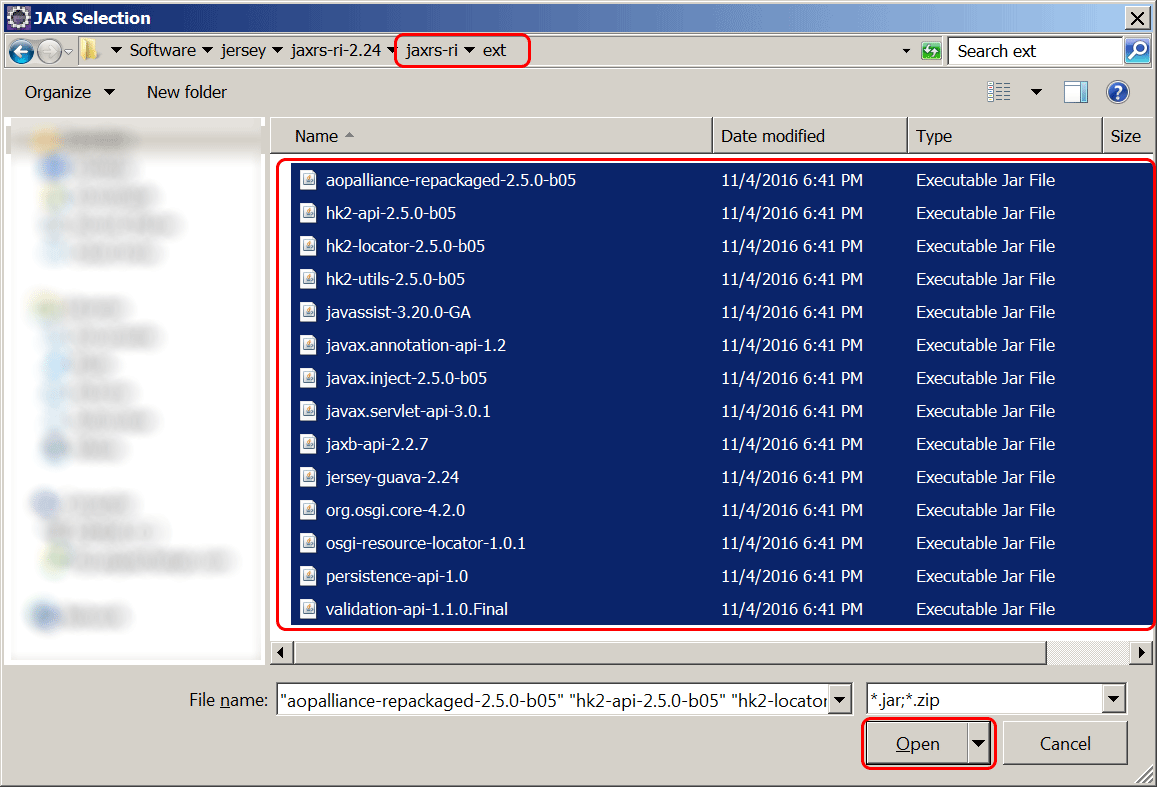 JAR Selection
Software jersey jaxrs-ri-2.24 jaxrs-ri ext Search ext
Organize New folder
Name Date modified Type Size
aopalliance-repackaged-2.5.0-b05 11/4/2016 6:41 PM Executable Jar File
hk2-api-2.5.0-b05 11/4/2016 6:41 PM Executable Jar File
hk2-locator-2.5.0-b05 11/4/2016 6:41 PM Executable Jar File
hk2-utils-2.5.0-b05 11/4/2016 6:41 PM Executable Jar File
javassist-3.20.0-GA 11/4/2016 6:41 PM Executable Jar File
javax.annotation-api-1.2 11/4/2016 6:41 PM Executable Jar File
javax.inject-2.5.0-b05 11/4/2016 6:41 PM Executable Jar File
javax.servlet-api-3.0.1 11/4/2016 6:41 PM Executable Jar File
jaxb-api-2.2.7 11/4/2016 6:41 PM Executable Jar File
jersey-guava-2.24 11/4/2016 6:41 PM Executable Jar File
org.osgi.core-4.2.0 11/4/2016 6:41 PM Executable Jar File
osgi-resource-locator-1.0.1 11/4/2016 6:41 PM Executable Jar File
persistence-api-1.0 11/4/2016 6:41 PM Executable Jar File
validation-api-1.1.0.Final 11/4/2016 6:41 PM Executable Jar File
File name: "aopalliance-repackaged-2.5.0-b05" "hk2-api-2.5.0-b05" "hk2-locator *.jar;*.zip
Open Cancel